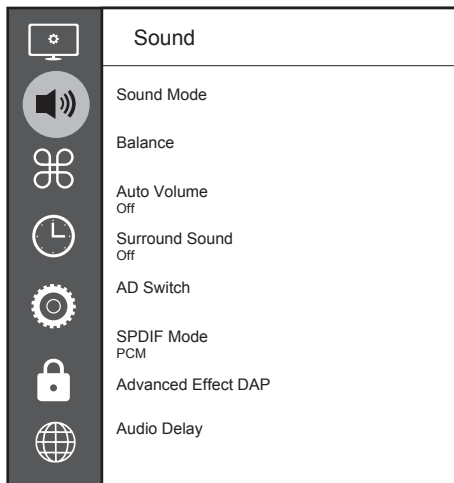 Sound
Sound Mode
Balance
Auto Volume
Off
Surround Sound
Off
AD Switch
SPDIF Mode
PCM
Advanced Effect DAP
Audio Delay